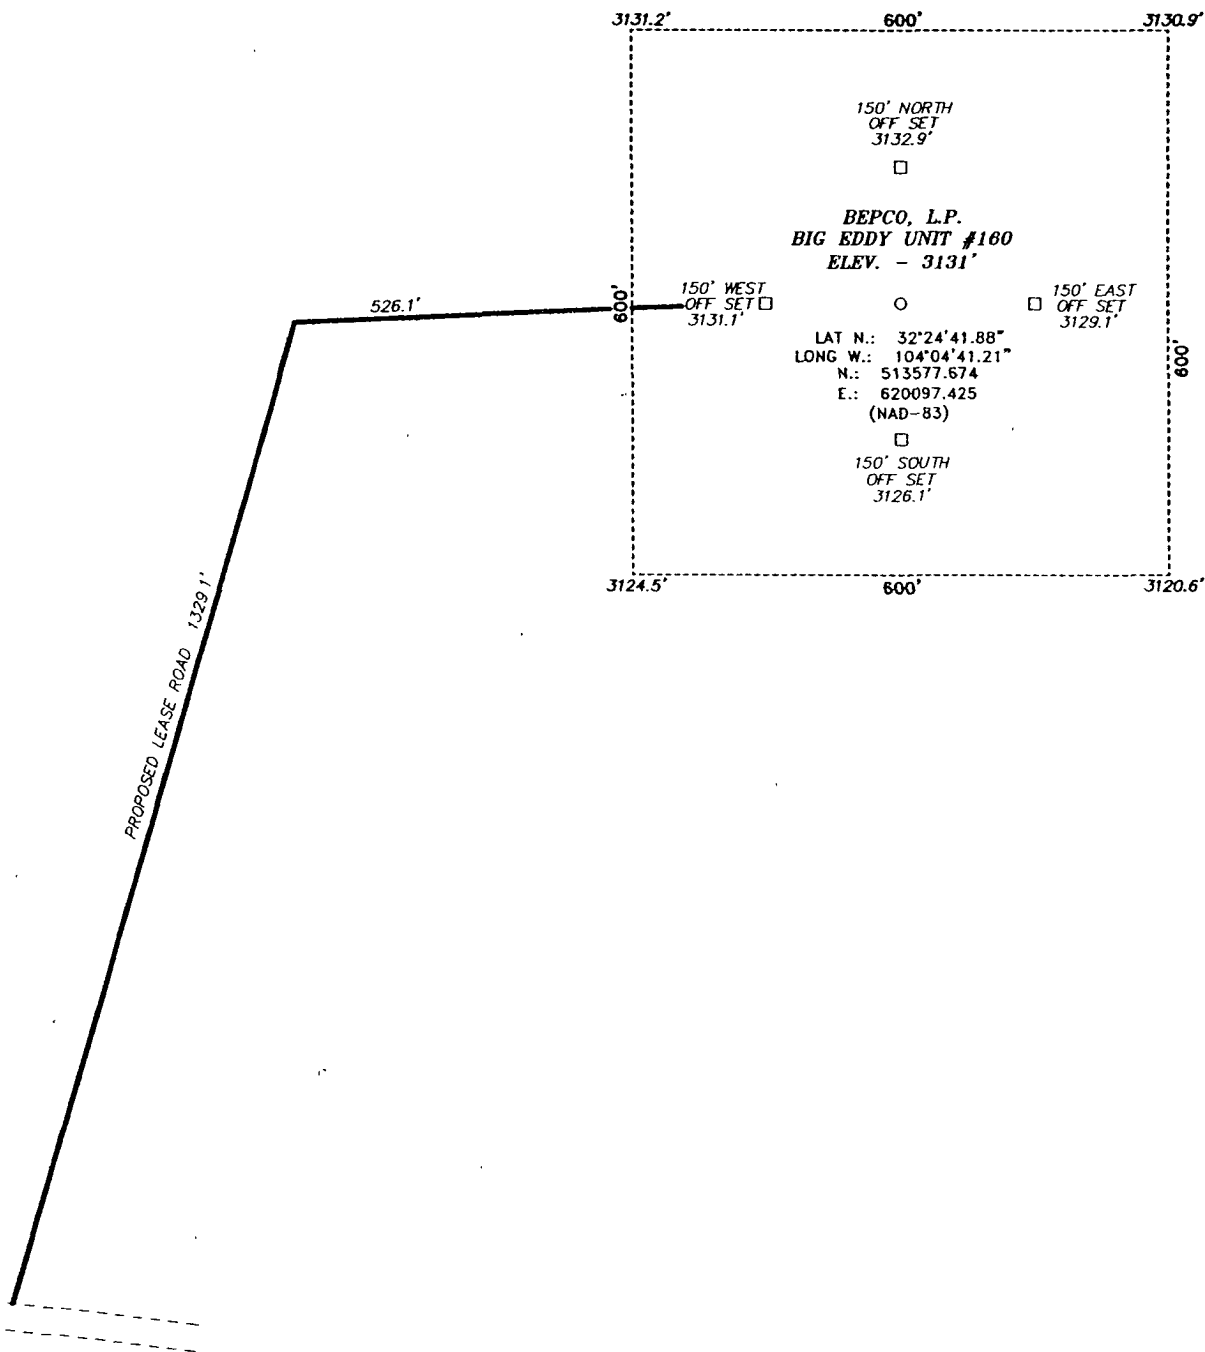 3131.2' 600' 3130.9'
150' NORTH
OFF SET
3132.9'
BEPCO, L.P.
BIG EDDY UNIT #160
ELEV. - 3131'
526.1'
600'
150' WEST
OFF SET
3131.1'
150' EAST
OFF SET
3129.1'
LAT N.: 32°24'41.88"
LONG W.: 104°04'41.21"
N.: 513577.674
E.: 620097.425
(NAD-83)
600'
150' SOUTH
OFF SET
3126.1'
3124.5' 600' 3120.6'
PROPOSED LEASE ROAD 1329.1'